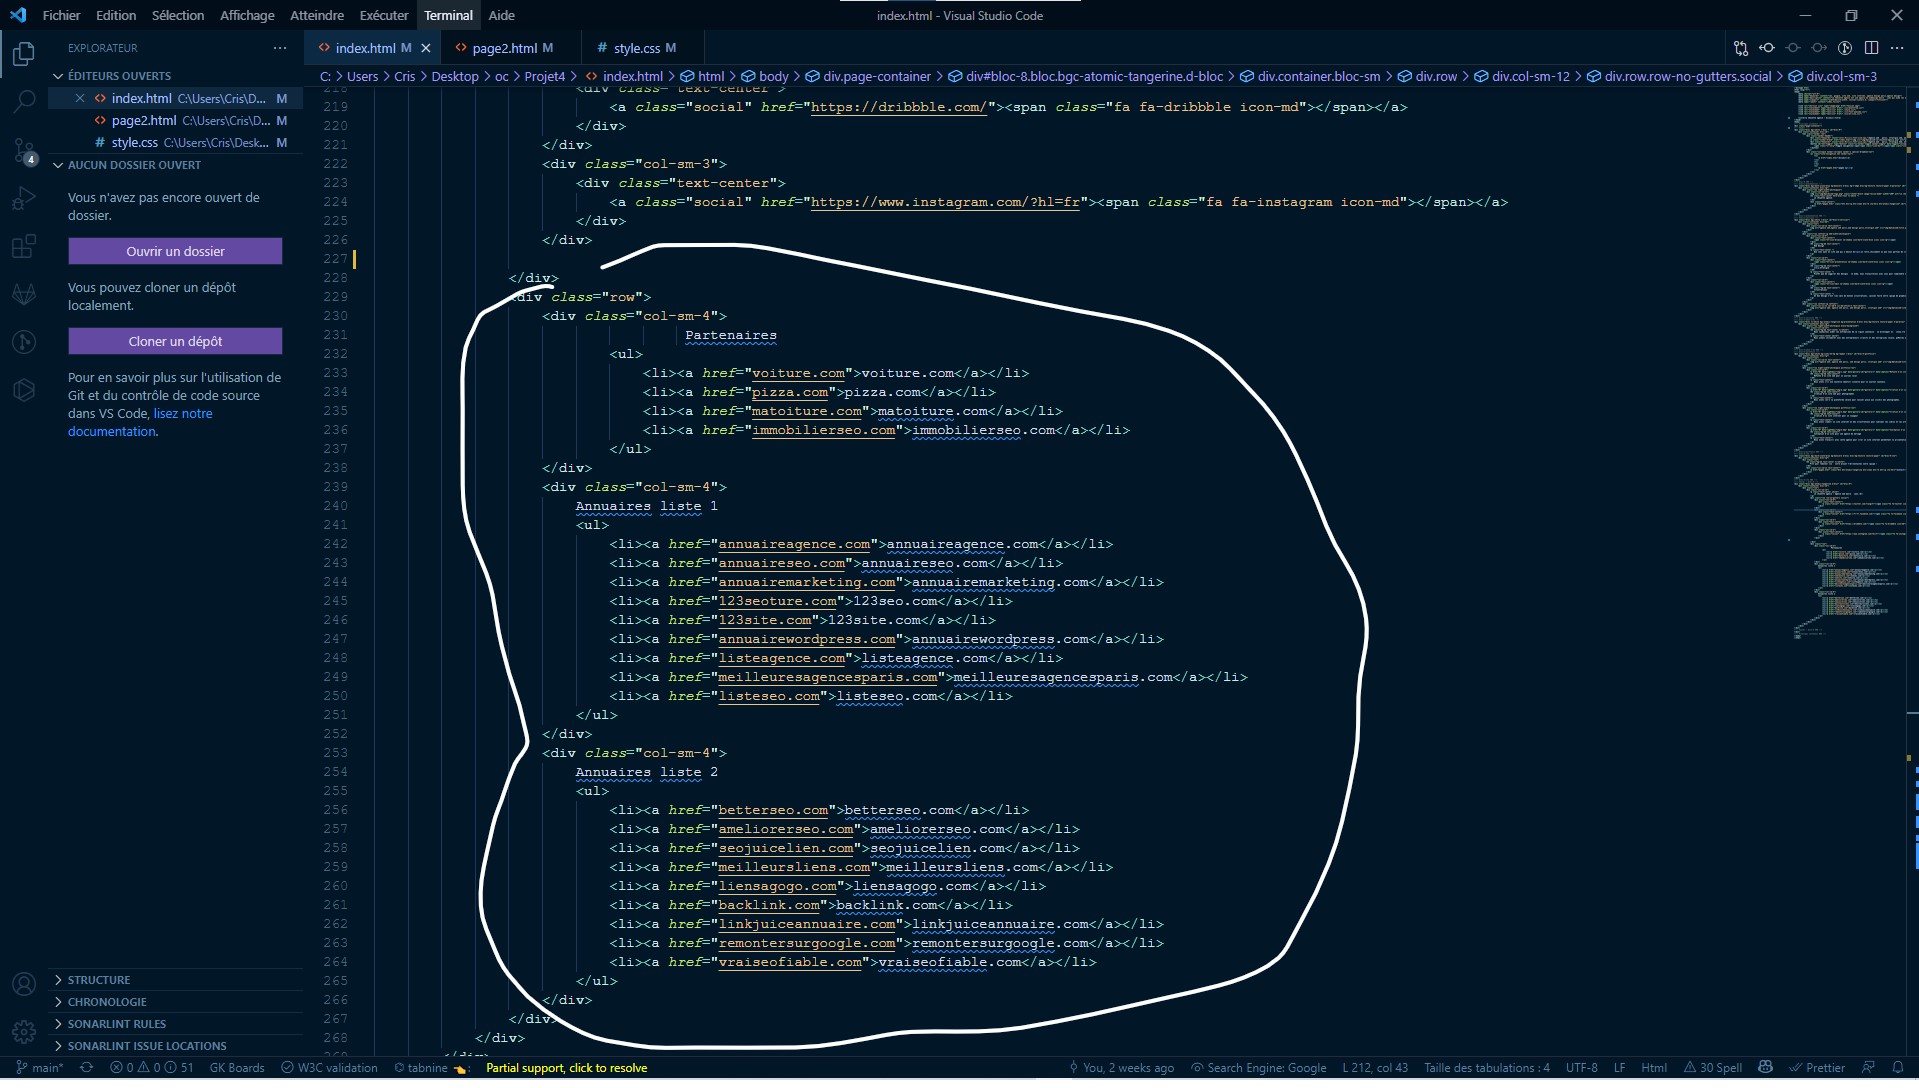 Fichier Edition Sélection Affichage Atteindre Exécuter Terminal Aide
index.html - Visual Studio Code
EXPLORATEUR
index.html M
page2.html M
# style.css M
C: > Users > Cris > Desktop > oc > Projet4 > index.html > html > body > div.page-container > div#bloc-8.bloc.bgc-atomic-tangerine.d-bloc > div.container.bloc-sm > div.row > div.col-sm-12 > div.row.row-no-gutters.social > div.col-sm-3
ÉDITEURS OUVERTS
index.html C:\Users\Cris\D... M
page2.html C:\Users\Cris\D... M
# style.css C:\Users\Cris\Desk... M
AUCUN DOSSIER OUVERT
Vous n'avez pas encore ouvert de
dossier.
Ouvrir un dossier
Vous pouvez cloner un dépôt
localement.
Cloner un dépôt
Pour en savoir plus sur l'utilisation de
Git et du contrôle de code source
dans VS Code, lisez notre
documentation.
4
STRUCTURE
CHRONOLOGIE
SONARLINT RULES
SONARLINT ISSUE LOCATIONS
218 <div class="text-center">
219 <a class="social" href="https://dribbble.com/"><span class="fa fa-dribbble icon-md"></span></a>
220 </div>
221 </div>
222 <div class="col-sm-3">
223 <div class="text-center">
224 <a class="social" href="https://www.instagram.com/?hl=fr"><span class="fa fa-instagram icon-md"></span></a>
225 </div>
226 </div>
227
228 </div>
229 <div class="row">
230 <div class="col-sm-4">
231 Partenaires
232 <ul>
233 <li><a href="voiture.com">voiture.com</a></li>
234 <li><a href="pizza.com">pizza.com</a></li>
235 <li><a href="matoiture.com">matoiture.com</a></li>
236 <li><a href="immobilierseo.com">immobilierseo.com</a></li>
237 </ul>
238 </div>
239 <div class="col-sm-4">
240 Annuaires liste 1
241 <ul>
242 <li><a href="annuaireagence.com">annuaireagence.com</a></li>
243 <li><a href="annuaireseo.com">annuaireseo.com</a></li>
244 <li><a href="annuairemarketing.com">annuairemarketing.com</a></li>
245 <li><a href="123seoture.com">123seo.com</a></li>
246 <li><a href="123site.com">123site.com</a></li>
247 <li><a href="annuairewordpress.com">annuairewordpress.com</a></li>
248 <li><a href="listeagence.com">listeagence.com</a></li>
249 <li><a href="meilleuresagencesparis.com">meilleuresagencesparis.com</a></li>
250 <li><a href="listeseo.com">listeseo.com</a></li>
251 </ul>
252 </div>
253 <div class="col-sm-4">
254 Annuaires liste 2
255 <ul>
256 <li><a href="betterseo.com">betterseo.com</a></li>
257 <li><a href="ameliorerseo.com">ameliorerseo.com</a></li>
258 <li><a href="seojuicelien.com">seojuicelien.com</a></li>
259 <li><a href="meilleursliens.com">meilleursliens.com</a></li>
260 <li><a href="liensagogo.com">liensagogo.com</a></li>
261 <li><a href="backlink.com">backlink.com</a></li>
262 <li><a href="linkjuiceannuaire.com">linkjuiceannuaire.com</a></li>
263 <li><a href="remontersurgoogle.com">remontersurgoogle.com</a></li>
264 <li><a href="vraiseofiable.com">vraiseofiable.com</a></li>
265 </ul>
266 </div>
267 </div>
268 </div>
269 </div>
main* 0 0 51 GK Boards W3C validation tabnine Partial support, click to resolve You, 2 weeks ago Search Engine: Google L 212, col 43 Taille des tabulations : 4 UTF-8 LF Html 30 Spell Prettier